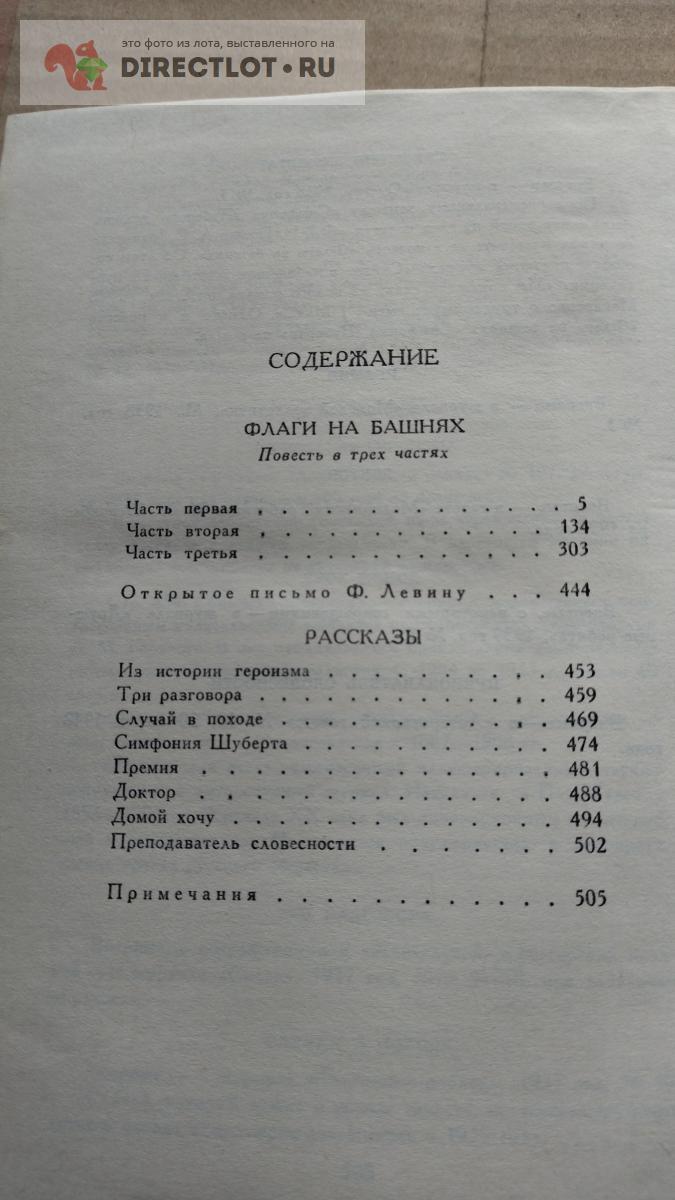 это фото из лота, выставленного на
DIRECTLOT.RU
СОДЕРЖАНИЕ
ФЛАГИ НА БАШНЯХ
Повесть в трех частях
Часть первая . . . . . . . . . . . . . . 5
Часть вторая . . . . . . . . . . . . . 134
Часть третья . . . . . . . . . . . . . 303
Открытое письмо Ф. Левину . . . 444
РАССКАЗЫ
Из истории героизма . . . . . . . . . 453
Три разговора . . . . . . . . . . . . . 459
Случай в походе . . . . . . . . . . . . 469
Симфония Шуберта . . . . . . . . . . 474
Премия . . . . . . . . . . . . . . . 481
Доктор . . . . . . . . . . . . . . . 488
Домой хочу . . . . . . . . . . . . . 494
Преподаватель словесности . . . . . . . 502
Примечания . . . . . . . . . . . . 505